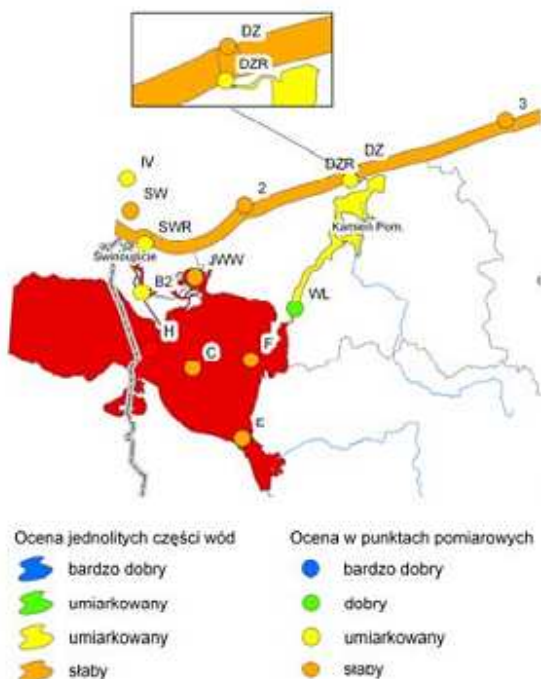 DZ
DZR
3
DZ
DZR
IV
SW
2
SWR
Kamień Pom.
Świnoujście
JWW
B2
WL
H
C
F
E
Ocena jednolitych części wód
Ocena w punktach pomiarowych
bardzo dobry
bardzo dobry
umiarkowany
dobry
umiarkowany
umiarkowany
słaby
słaby